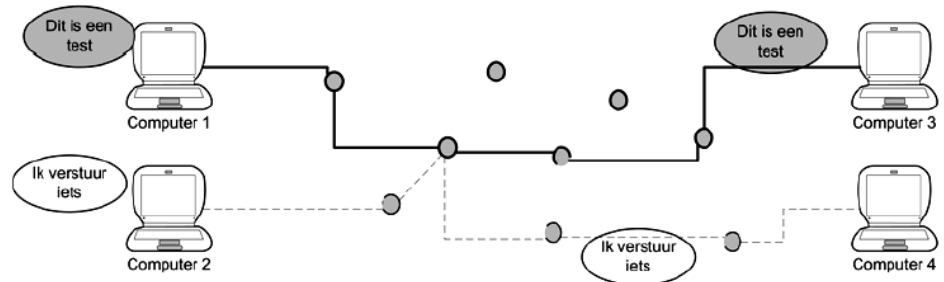 Dit is een
test
Computer 1
Dit is een
test
Computer 3
Ik verstuur
iets
Computer 2
Ik verstuur
iets
Computer 4